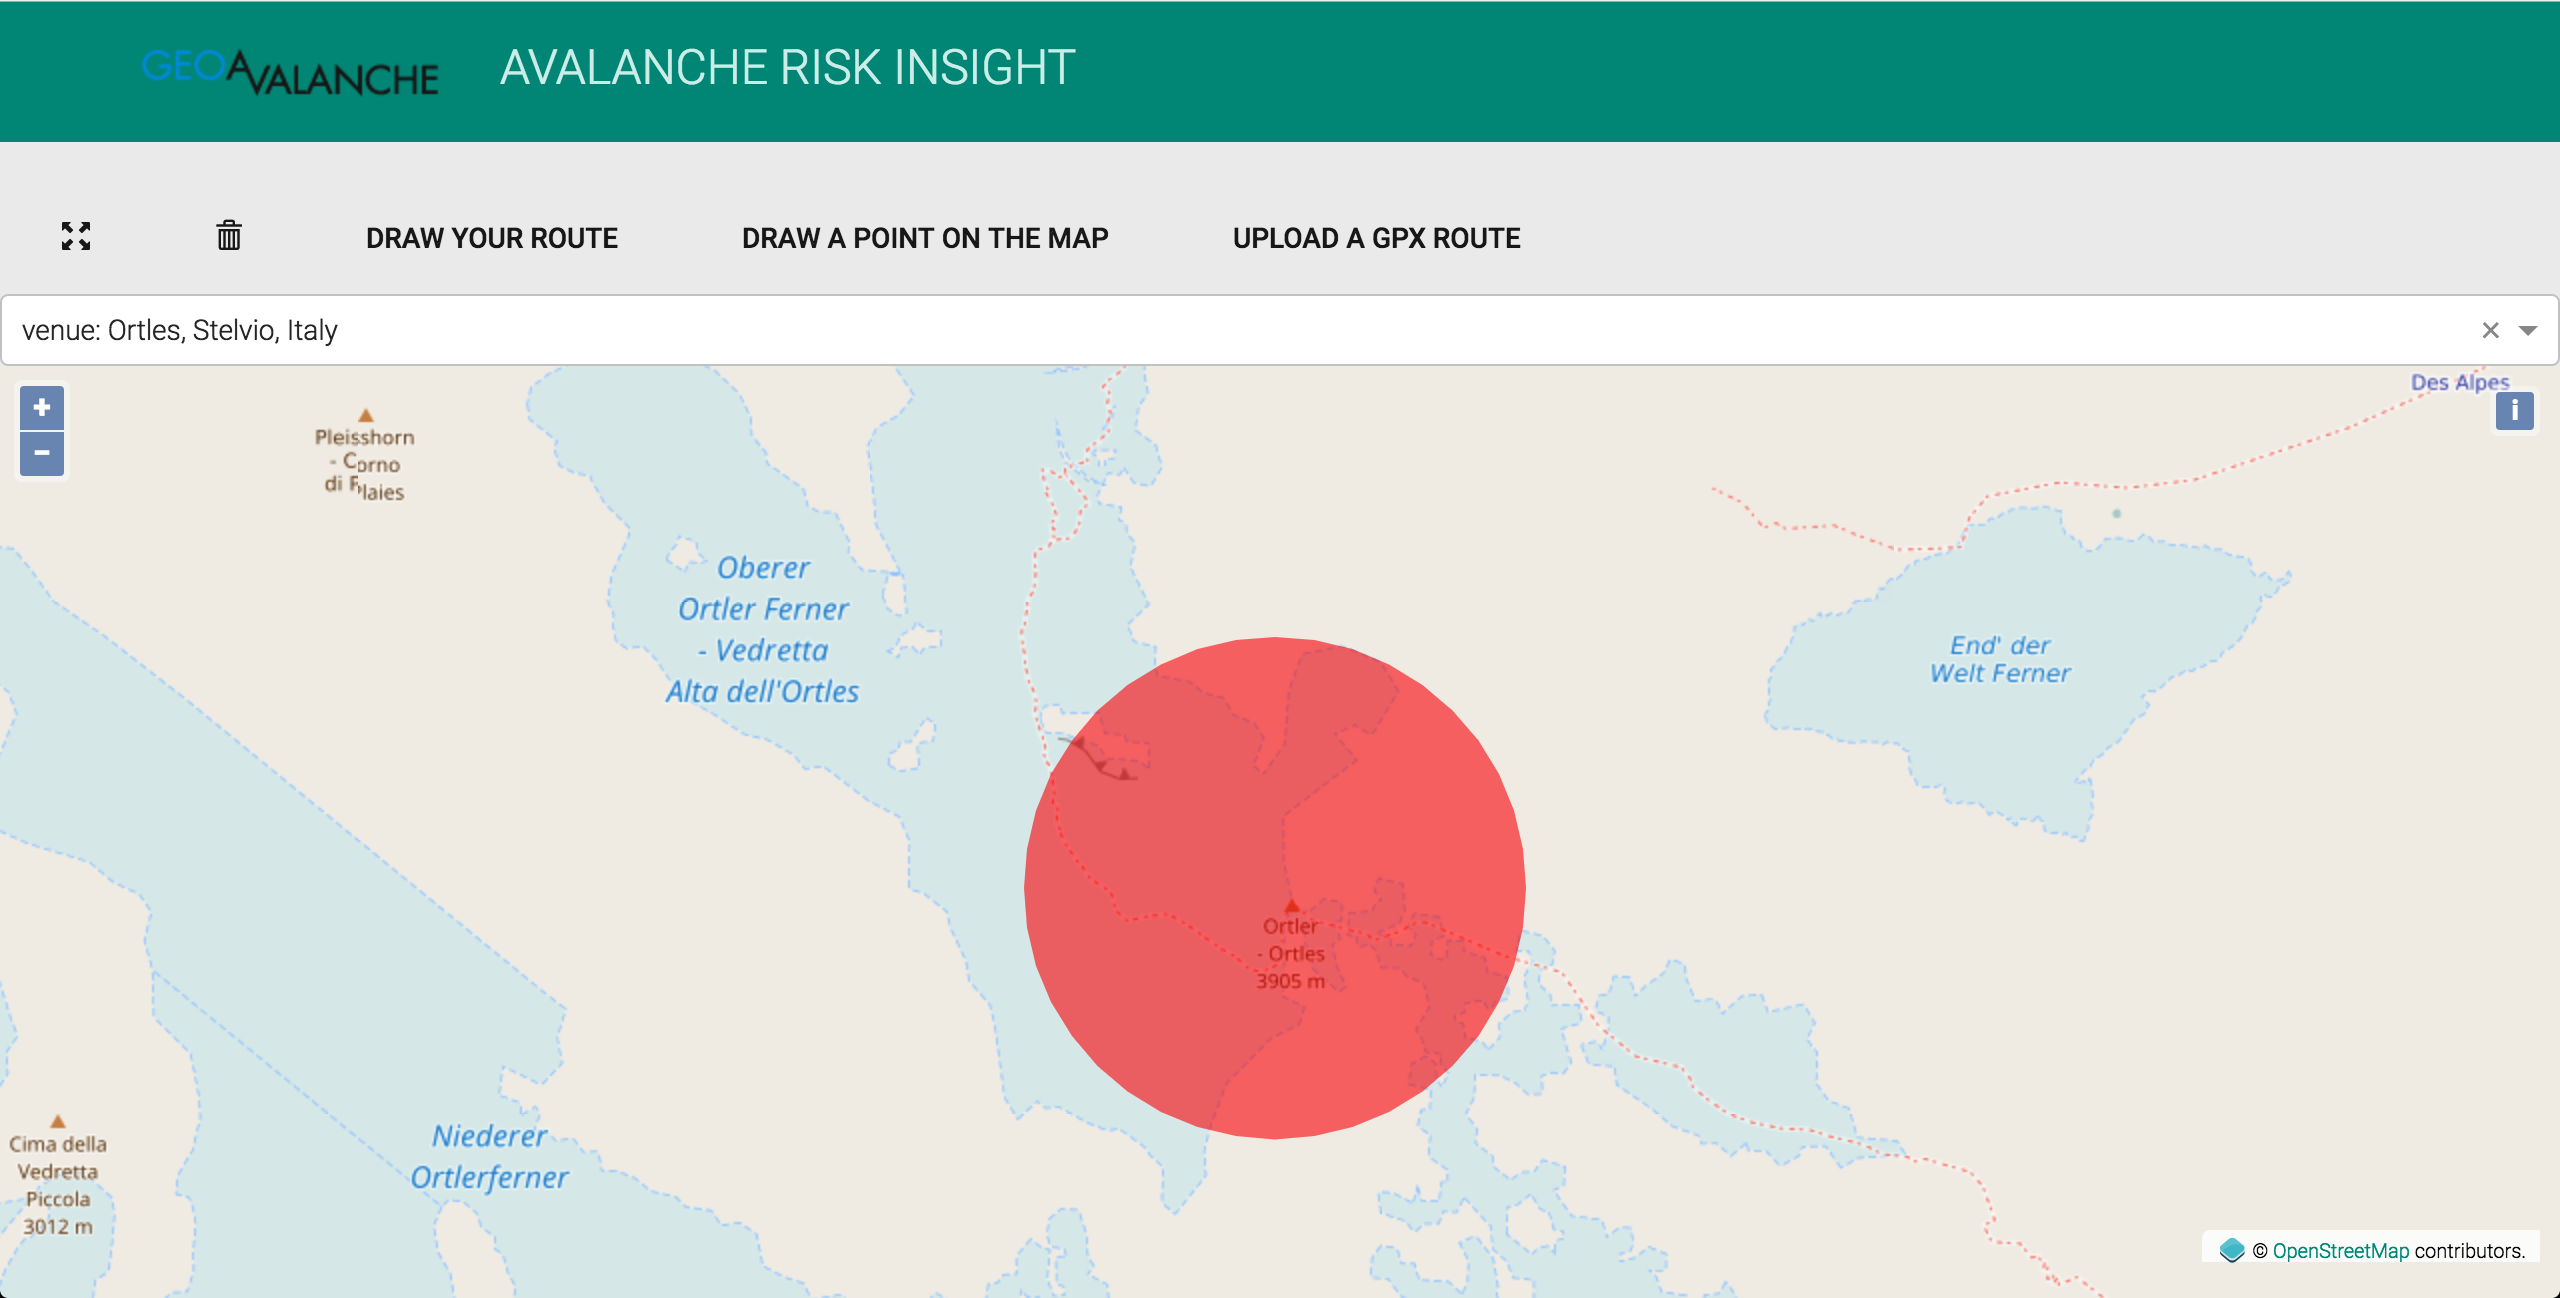 GEOAVALANCHE
AVALANCHE RISK INSIGHT
DRAW YOUR ROUTE
DRAW A POINT ON THE MAP
UPLOAD A GPX ROUTE
venue: Ortles, Stelvio, Italy
+
−
Des Alpes
i
Pleisshorn
- Corno
di Plaies
Oberer
Ortler Ferner
- Vedretta
Alta dell'Ortles
End' der
Welt Ferner
Ortler
- Ortles
3905 m
Niederer
Ortlerferner
Cima della
Vedretta
Piccola
3012 m
© OpenStreetMap contributors.